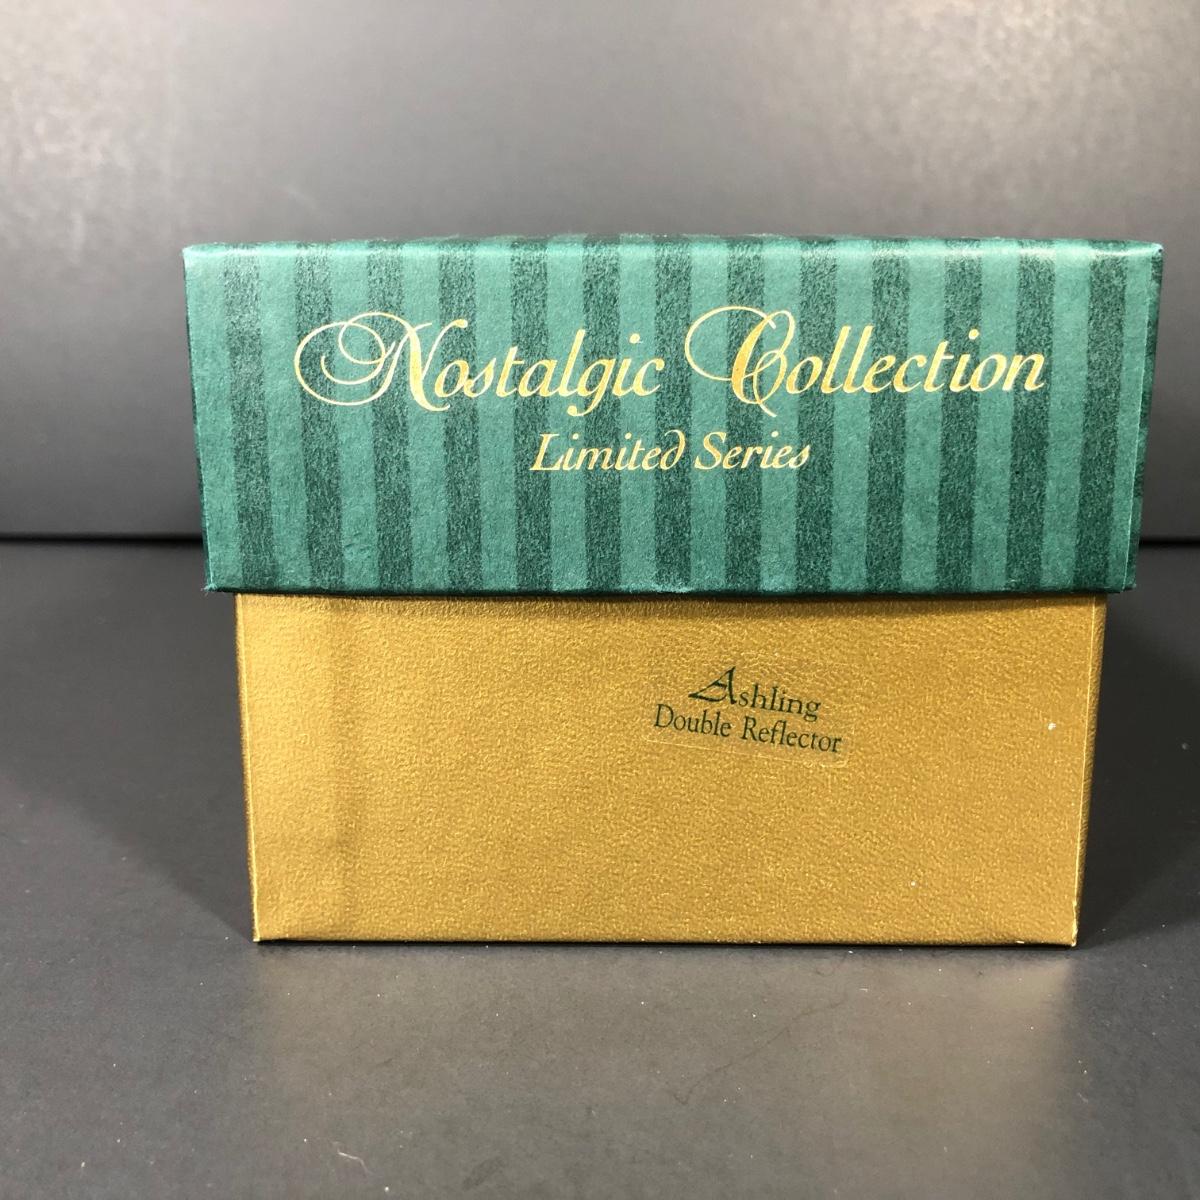 Nostalgic Collection
Limited Series
Ashling
Double Reflector